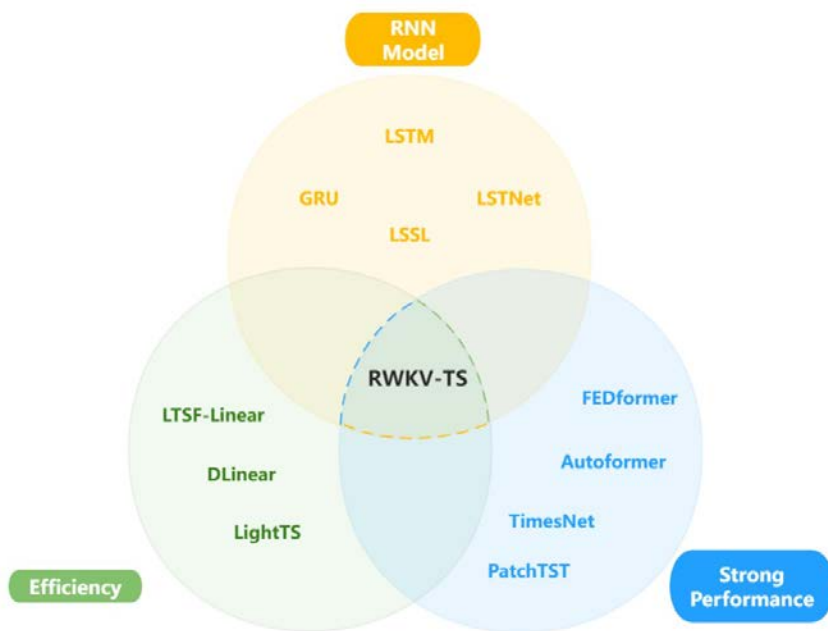 RNN
Model
LSTM
GRU
LSTNet
LSSL
RWKV-TS
FEDformer
LTSF-Linear
Autoformer
DLinear
TimesNet
LightTS
PatchTST
Efficiency
Strong
Performance